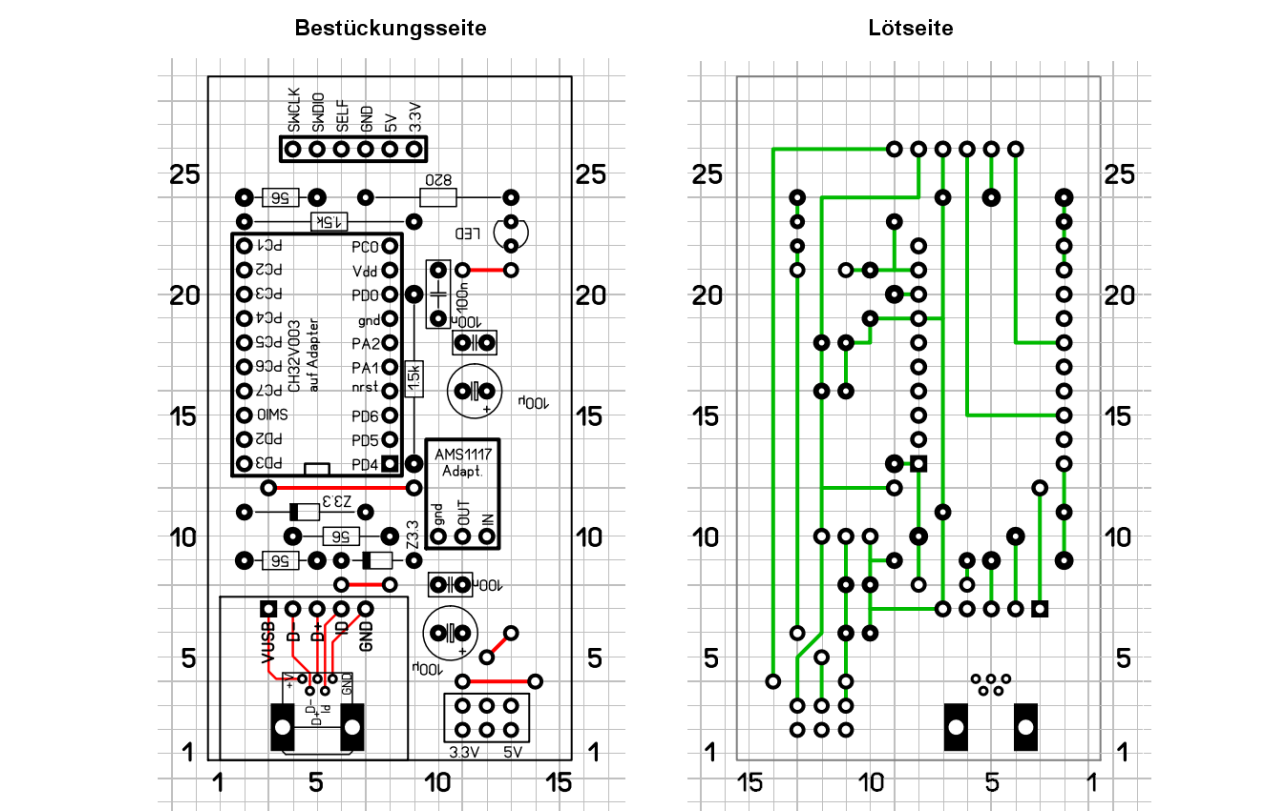 Bestückungsseite
Lötseite
SWCLK
SWDIO
SELF
GND
5V
3.3V
25
25
25
25
56
820
1.5k
LED
PC1
PC0
PC2
Vdd
PC3
PD0
PC4
gnd
PC5
PA2
PC6
PA1
PC7
nrst
SWIO
PD6
PD2
PD5
PD3
PD4
CH32V003
auf Adapter
100n
100n
20
20
20
20
1.5k
100µ
+
15
15
15
15
AMS1117
Adapt.
gnd
OUT
IN
Z3.3
56
Z3.3
10
10
10
10
56
100n
VUSB
D-
D+
ID
GND
100µ
+
5
5
5
5
+V
D-
D+
Id
GND
3.3V
5V
1
1
1
1
1
5
10
15
15
10
5
1